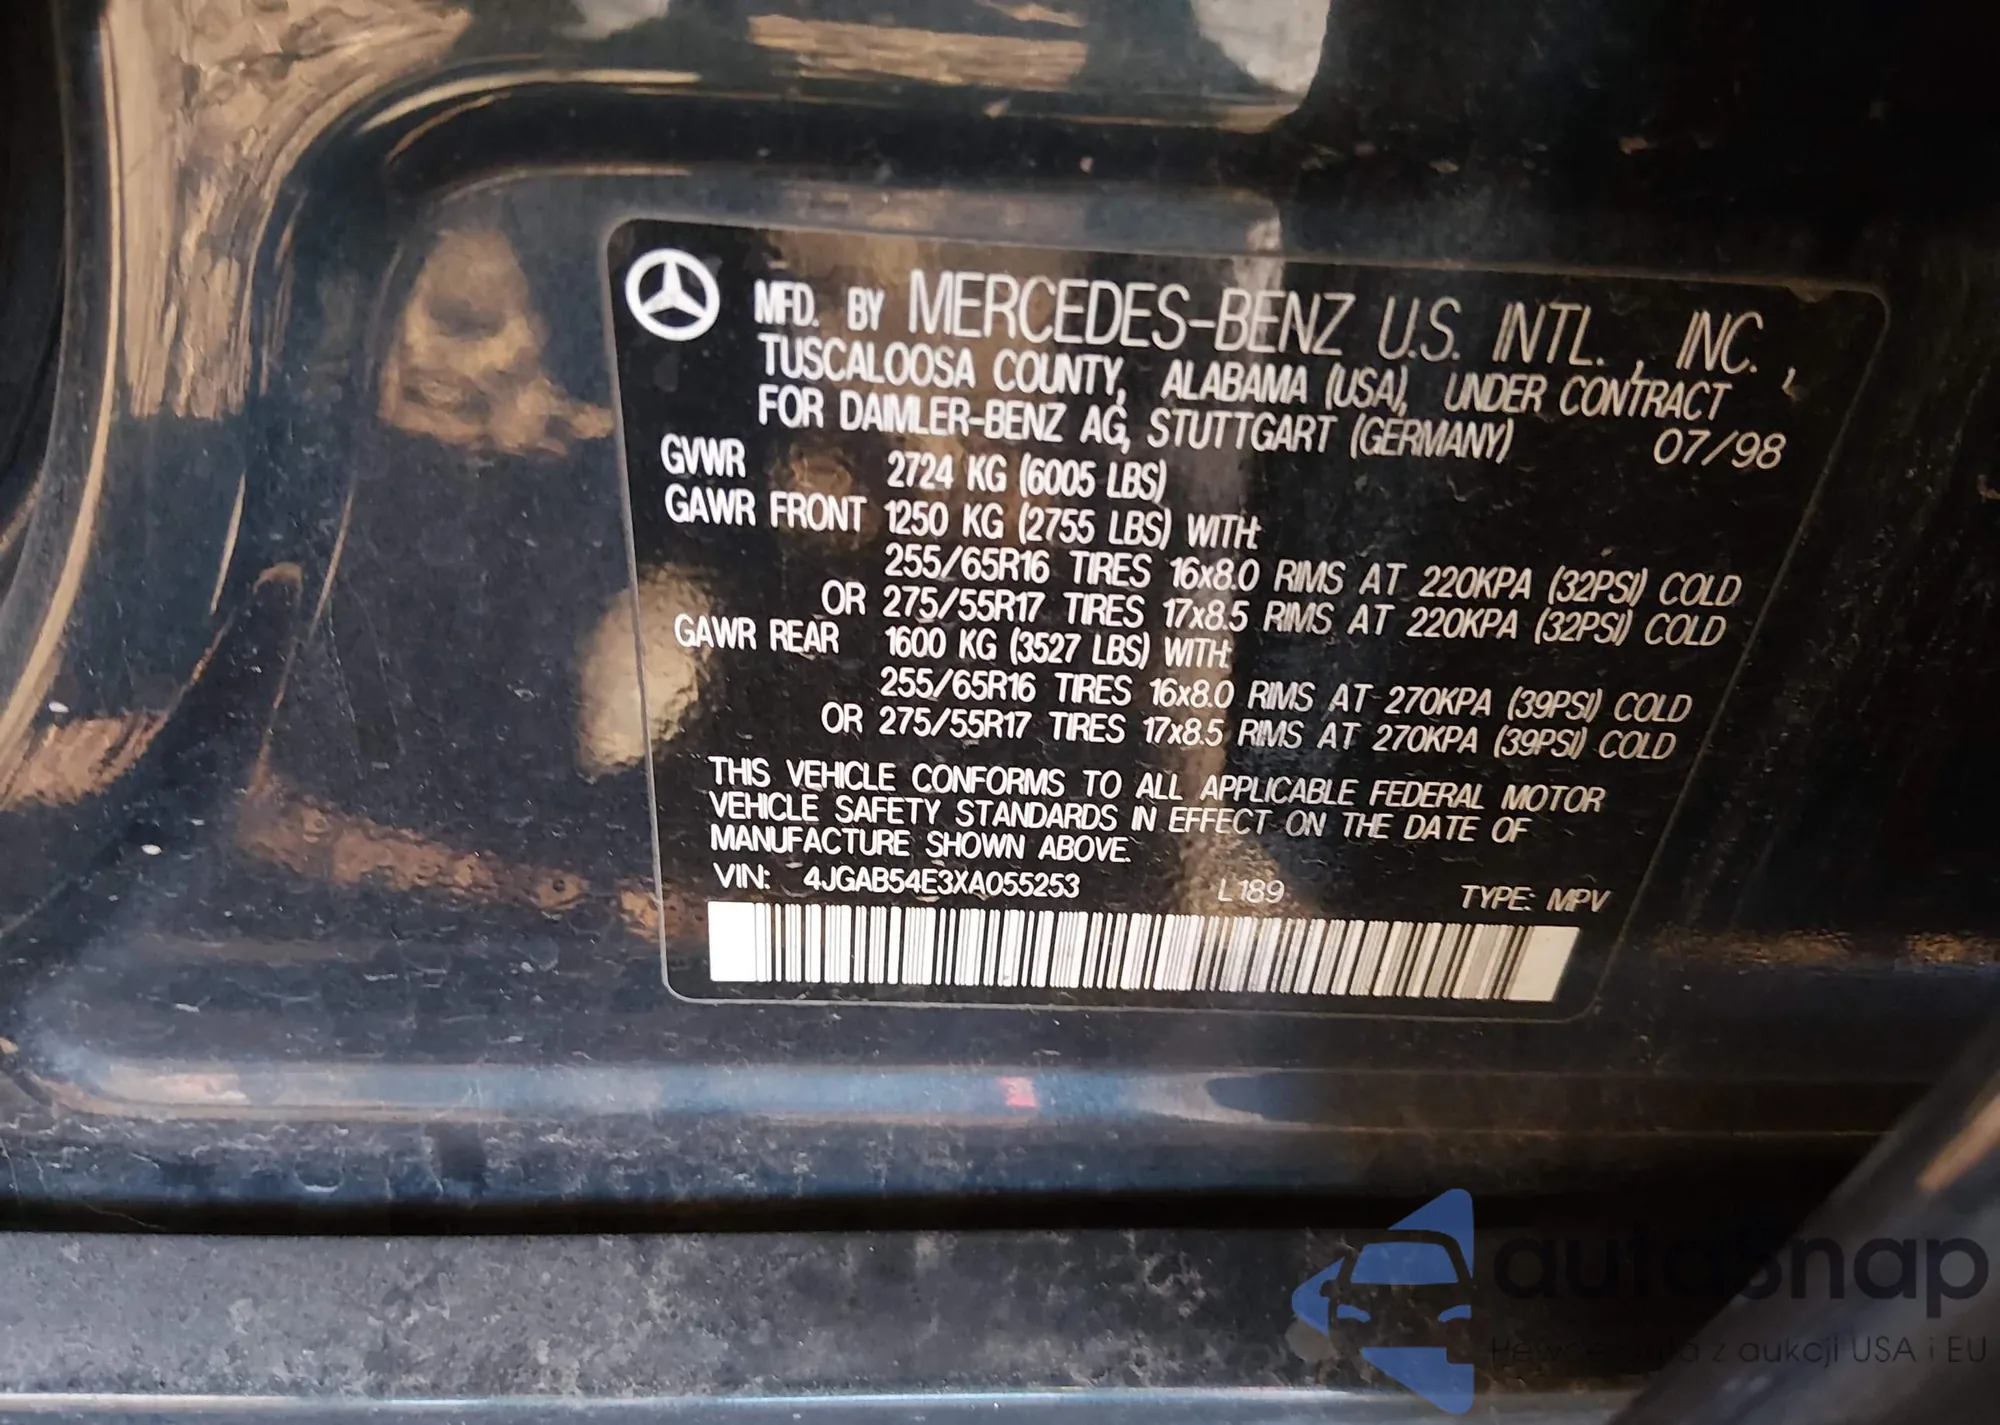 MFD. BY MERCEDES-BENZ U.S. INTL., INC.,
TUSCALOOSA COUNTY, ALABAMA (USA), UNDER CONTRACT
FOR DAIMLER-BENZ AG, STUTTGART (GERMANY) 07/98
GVWR 2724 KG (6005 LBS)
GAWR FRONT 1250 KG (2755 LBS) WITH:
255/65R16 TIRES 16x8.0 RIMS AT 220KPA (32PSI) COLD
OR 275/55R17 TIRES 17x8.5 RIMS AT 220KPA (32PSI) COLD
GAWR REAR 1600 KG (3527 LBS) WITH:
255/65R16 TIRES 16x8.0 RIMS AT 270KPA (39PSI) COLD
OR 275/55R17 TIRES 17x8.5 RIMS AT 270KPA (39PSI) COLD
THIS VEHICLE CONFORMS TO ALL APPLICABLE FEDERAL MOTOR
VEHICLE SAFETY STANDARDS IN EFFECT ON THE DATE OF
MANUFACTURE SHOWN ABOVE.
VIN: 4JGAB54E3XA055253 L189 TYPE: MPV
autosnap
z aukcji USA i EU